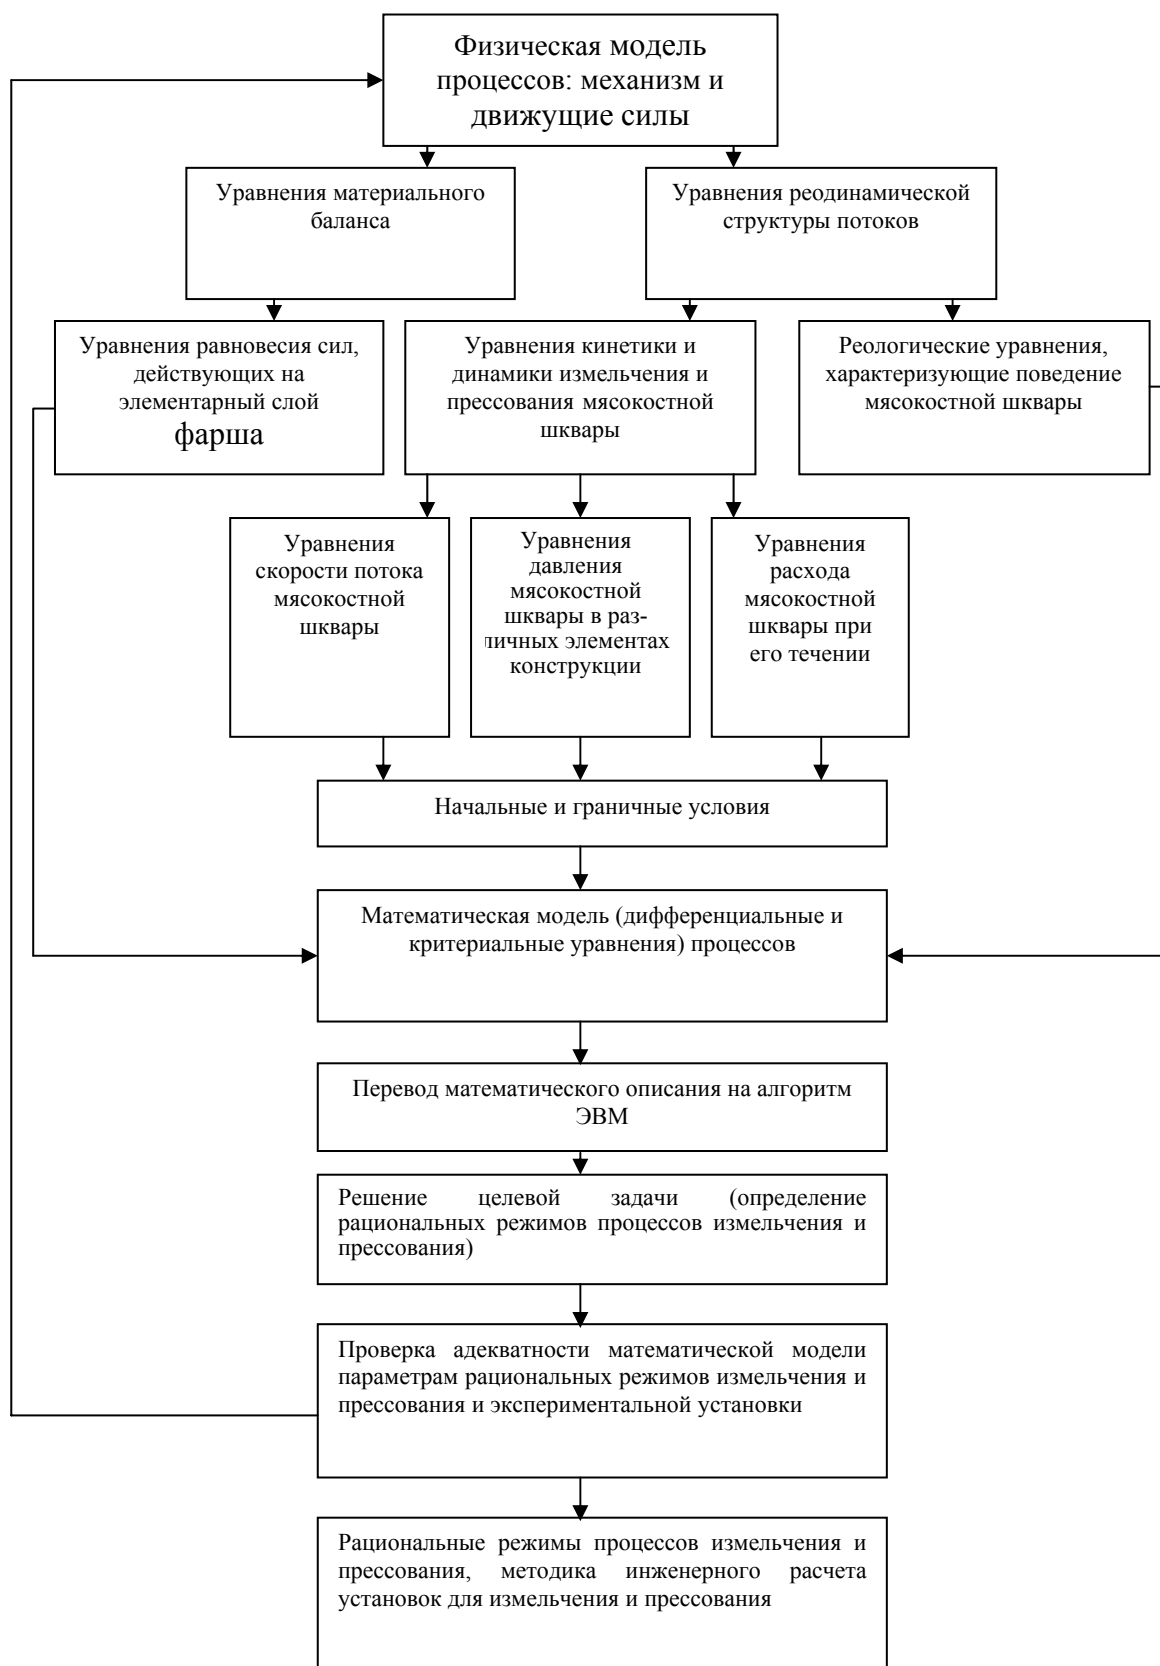 Физическая модель
процессов: механизм и
движущие силы
Уравнения материального
баланса
Уравнения реодинамической
структуры потоков
Уравнения равновесия сил,
действующих на
элементарный слой
фарша
Уравнения кинетики и
динамики измельчения и
прессования мясокостной
шквары
Реологические уравнения,
характеризующие поведение
мясокостной шквары
Уравнения
скорости потока
мясокостной
шквары
Уравнения
давления
мясокостной
шквары в раз-
личных элементах
конструкции
Уравнения
расхода
мясокостной
шквары при
его течении
Начальные и граничные условия
Математическая модель (дифференциальные и
критериальные уравнения) процессов
Перевод математического описания на алгоритм
ЭВМ
Решение целевой задачи (определение
рациональных режимов процессов измельчения и
прессования)
Проверка адекватности математической модели
параметрам рациональных режимов измельчения и
прессования и экспериментальной установки
Рациональные режимы процессов измельчения и
прессования, методика инженерного расчета
установок для измельчения и прессования